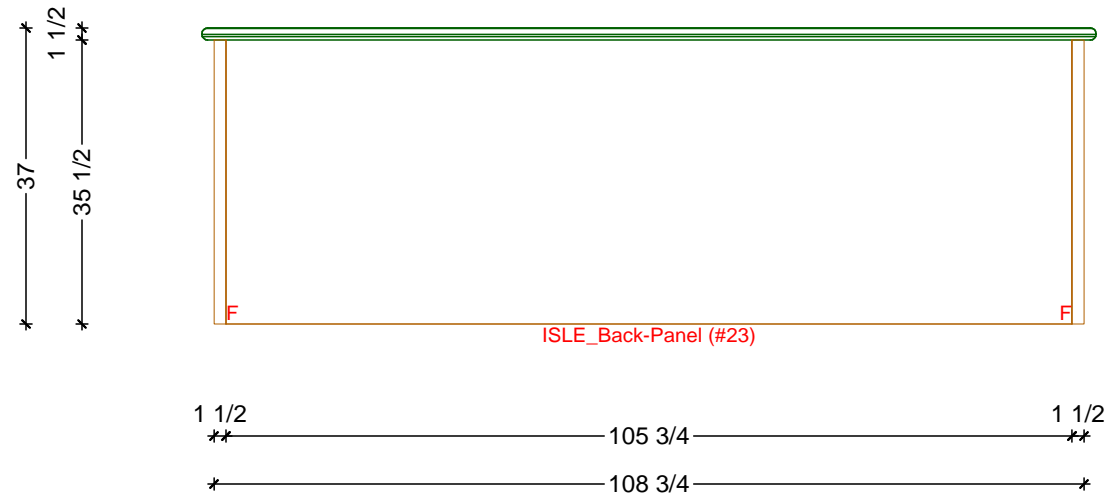 1 1/2
37
35 1/2
F
F
ISLE_Back-Panel (#23)
1 1/2
1 1/2
105 3/4
108 3/4